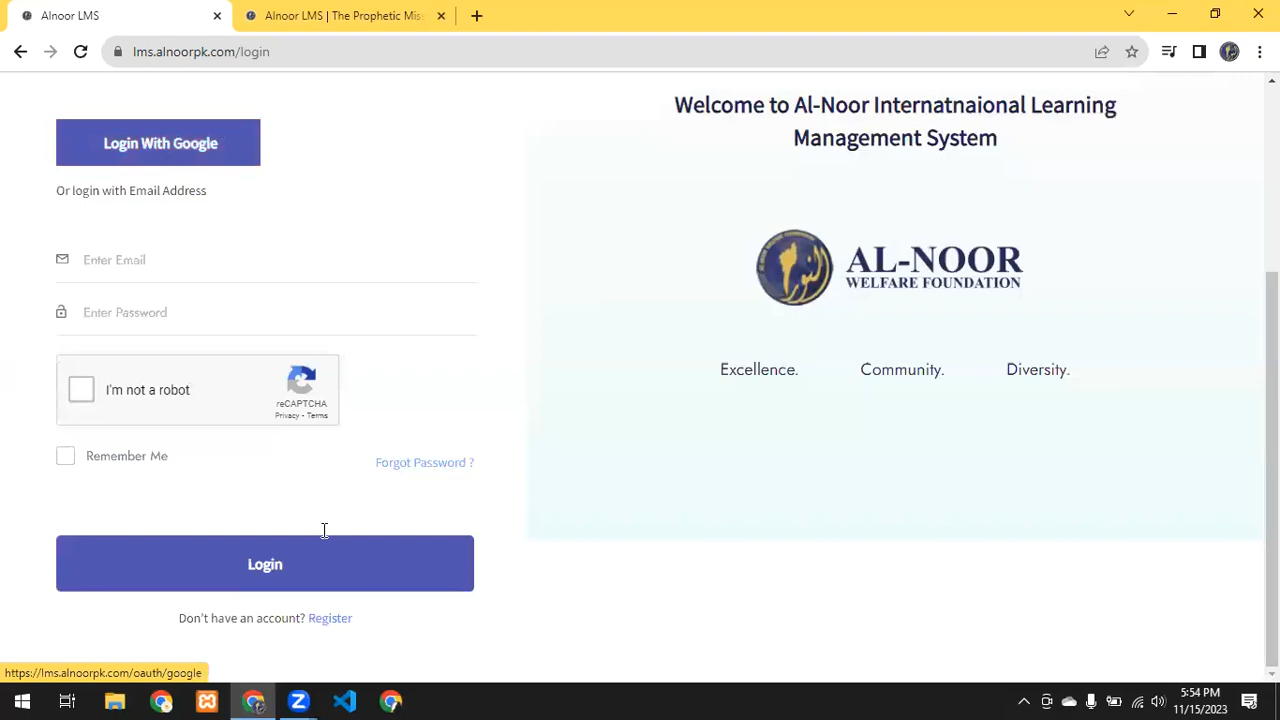 Alnoor LMS
Alnoor LMS | The Prophetic Mis
lms.alnoorpk.com/login
Login With Google
Or login with Email Address
Enter Email
Enter Password
I'm not a robot
reCAPTCHA
Privacy - Terms
Remember Me
Forgot Password ?
Login
Don't have an account? Register
Welcome to Al-Noor Internatnaional Learning
Management System
AL-NOOR
WELFARE FOUNDATION
Excellence. Community. Diversity.
https://lms.alnoorpk.com/oauth/google
5:54 PM
11/15/2023